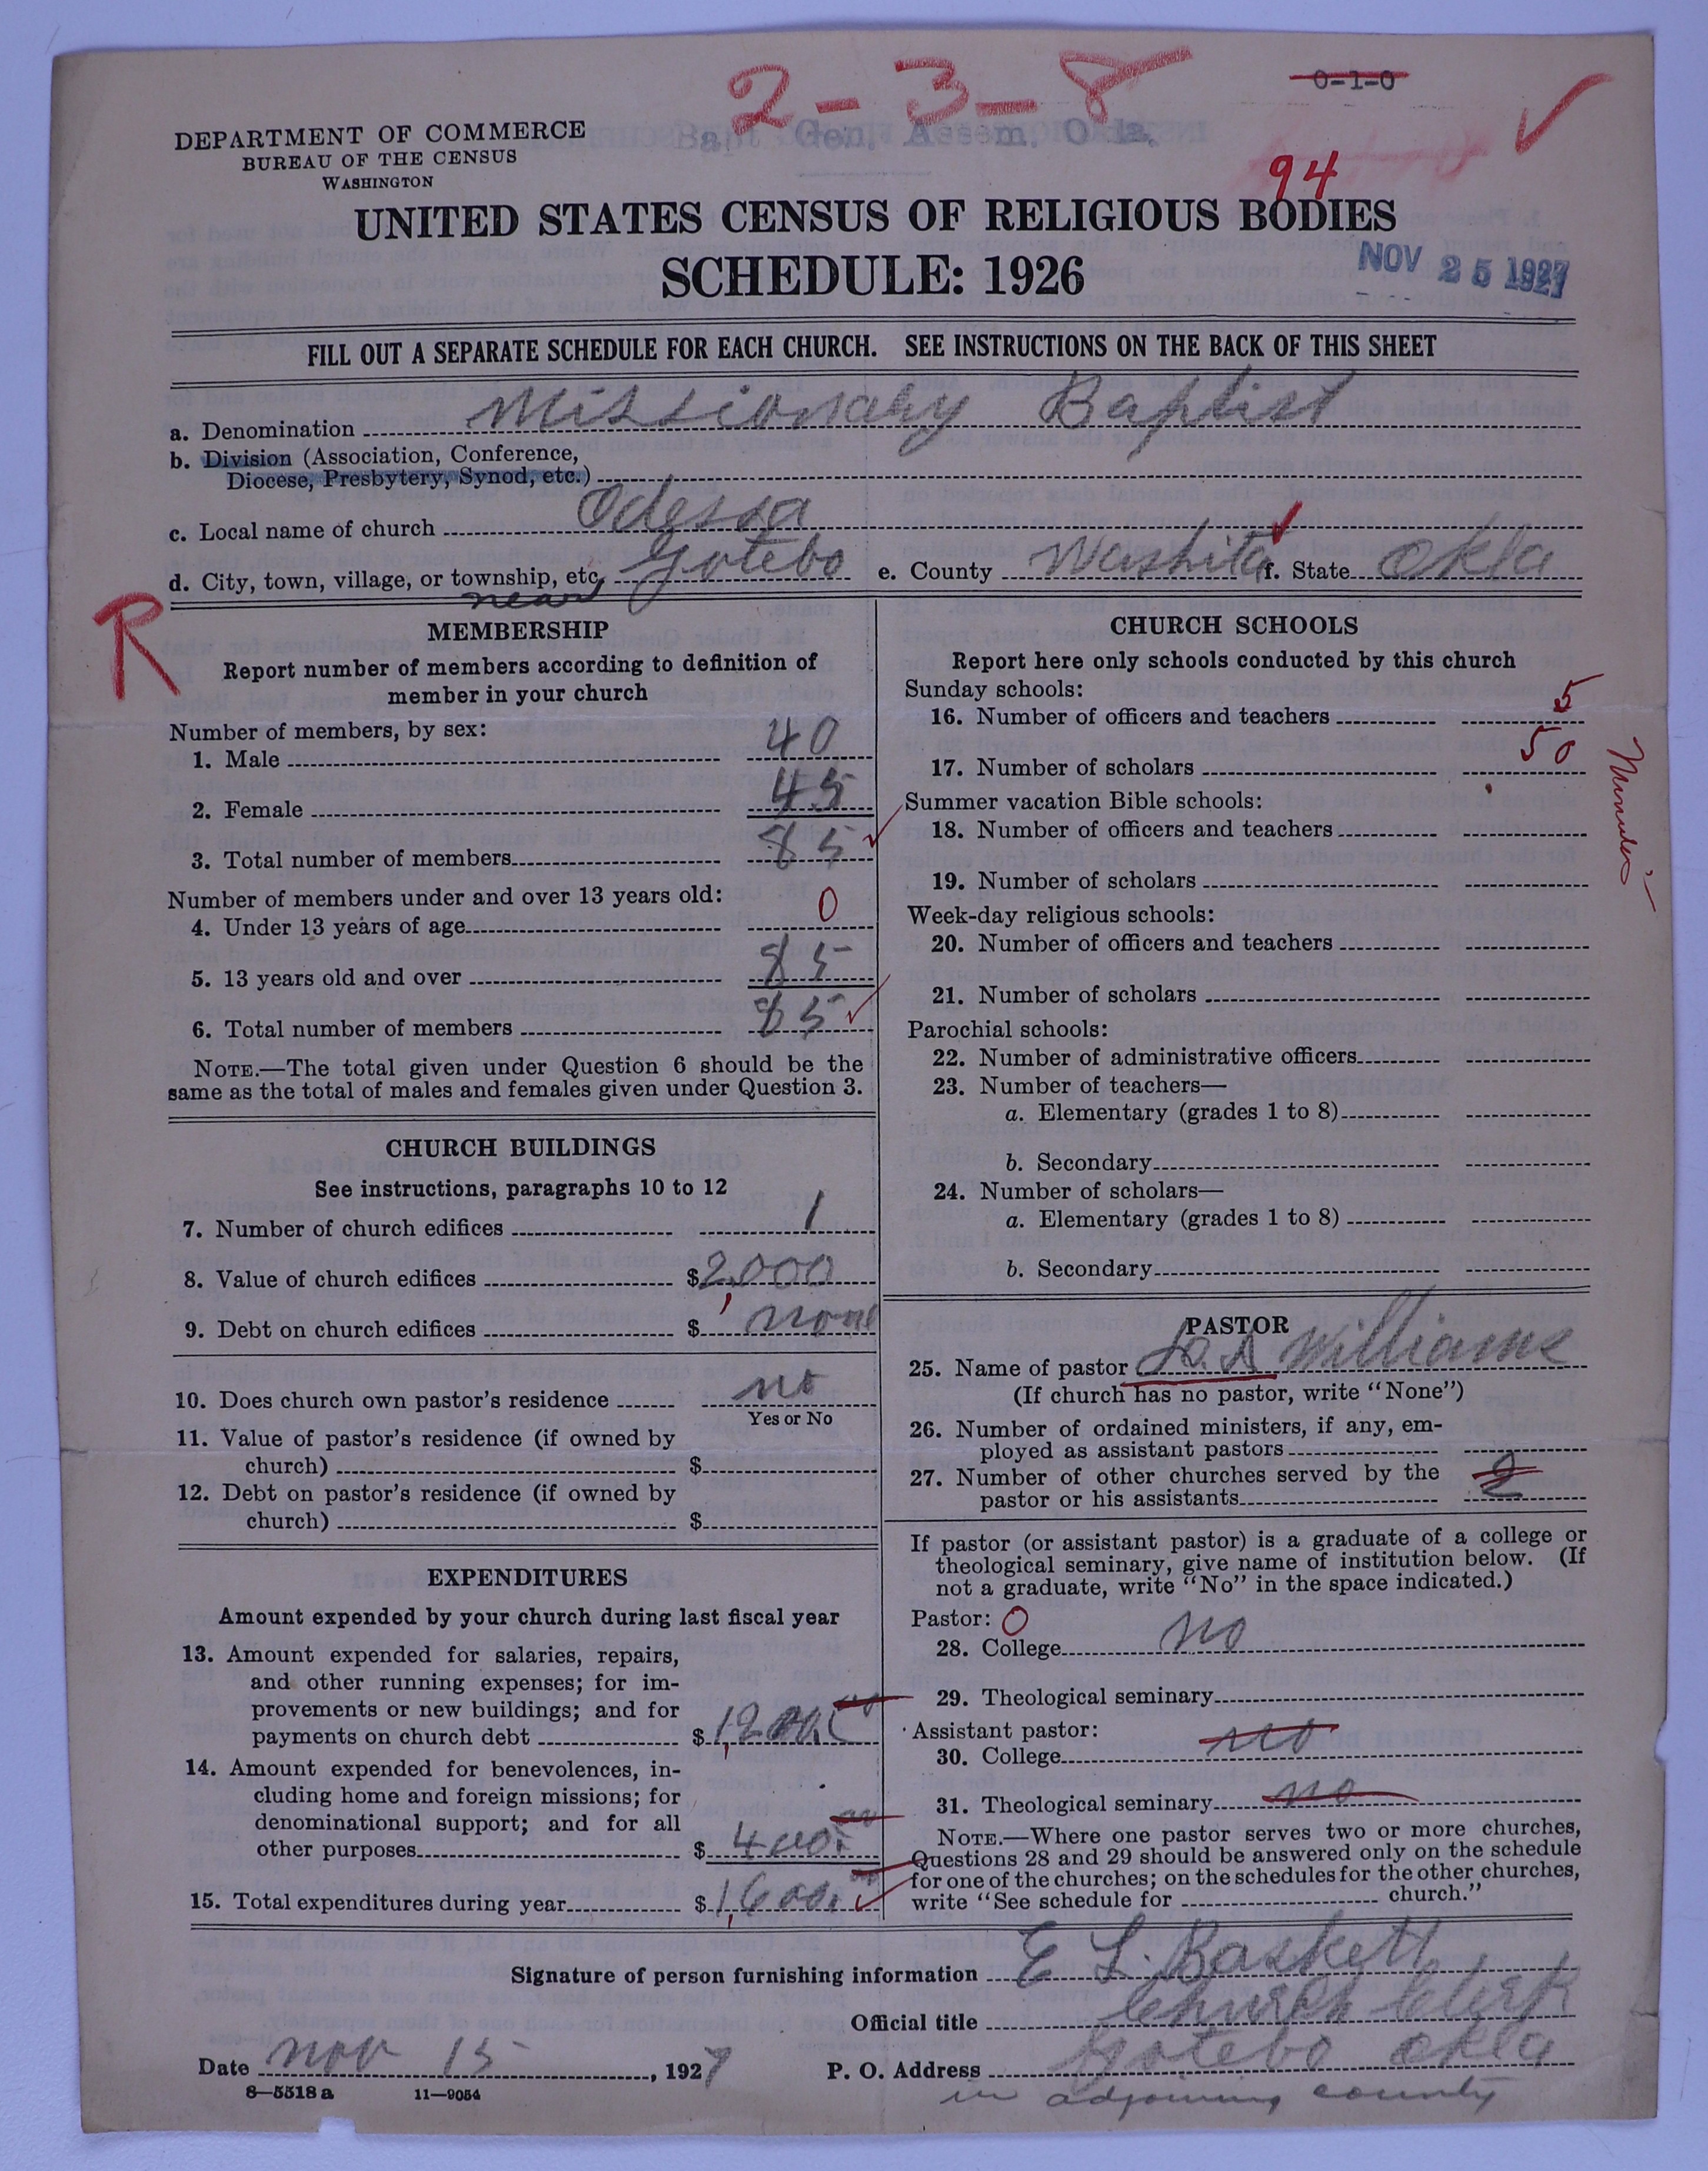 2-3-8
0-1-0
Bapt Gen. Assem. Okla.
DEPARTMENT OF COMMERCE
BUREAU OF THE CENSUS
WASHINGTON
94
UNITED STATES CENSUS OF RELIGIOUS BODIES
SCHEDULE: 1926
NOV 25 1927
FILL OUT A SEPARATE SCHEDULE FOR EACH CHURCH. SEE INSTRUCTIONS ON THE BACK OF THIS SHEET
a. Denomination Missionary Baptist
b. Division (Association, Conference,
Diocese, Presbytery, Synod, etc.)
c. Local name of church Odessa
d. City, town, village, or township, etc. Gotebo e. County Washita f. State Okla
near
R
MEMBERSHIP
Report number of members according to definition of
member in your church
Number of members, by sex:
1. Male 40
2. Female 45
3. Total number of members 85
Number of members under and over 13 years old:
4. Under 13 years of age 0
5. 13 years old and over 85
6. Total number of members 85
NOTE.—The total given under Question 6 should be the
same as the total of males and females given under Question 3.
CHURCH BUILDINGS
See instructions, paragraphs 10 to 12
7. Number of church edifices 1
8. Value of church edifices $2,000
9. Debt on church edifices $ none
10. Does church own pastor's residence no
Yes or No
11. Value of pastor's residence (if owned by
church) $
12. Debt on pastor's residence (if owned by
church) $
EXPENDITURES
Amount expended by your church during last fiscal year
13. Amount expended for salaries, repairs,
and other running expenses; for im-
provements or new buildings; and for
payments on church debt $1,200.00
14. Amount expended for benevolences, in-
cluding home and foreign missions; for
denominational support; and for all
other purposes $400.00
15. Total expenditures during year $1,600.00
CHURCH SCHOOLS
Report here only schools conducted by this church
Sunday schools:
16. Number of officers and teachers 5
17. Number of scholars 50
Minutes
Summer vacation Bible schools:
18. Number of officers and teachers
19. Number of scholars
Week-day religious schools:
20. Number of officers and teachers
21. Number of scholars
Parochial schools:
22. Number of administrative officers
23. Number of teachers—
a. Elementary (grades 1 to 8)
b. Secondary
24. Number of scholars—
a. Elementary (grades 1 to 8)
b. Secondary
PASTOR
25. Name of pastor Williams
(If church has no pastor, write "None")
26. Number of ordained ministers, if any, em-
ployed as assistant pastors
27. Number of other churches served by the
pastor or his assistants 2
If pastor (or assistant pastor) is a graduate of a college or
theological seminary, give name of institution below. (If
not a graduate, write "No" in the space indicated.)
Pastor: 0
28. College no
29. Theological seminary
Assistant pastor:
30. College no
31. Theological seminary no
NOTE.—Where one pastor serves two or more churches,
Questions 28 and 29 should be answered only on the schedule
for one of the churches; on the schedules for the other churches,
write "See schedule for church."
Signature of person furnishing information E L. Baskett
Official title Church Clerk
Date Nov 15, 1927 P. O. Address Gotebo Okla
8—5518 a 11—9054
in adjoining county